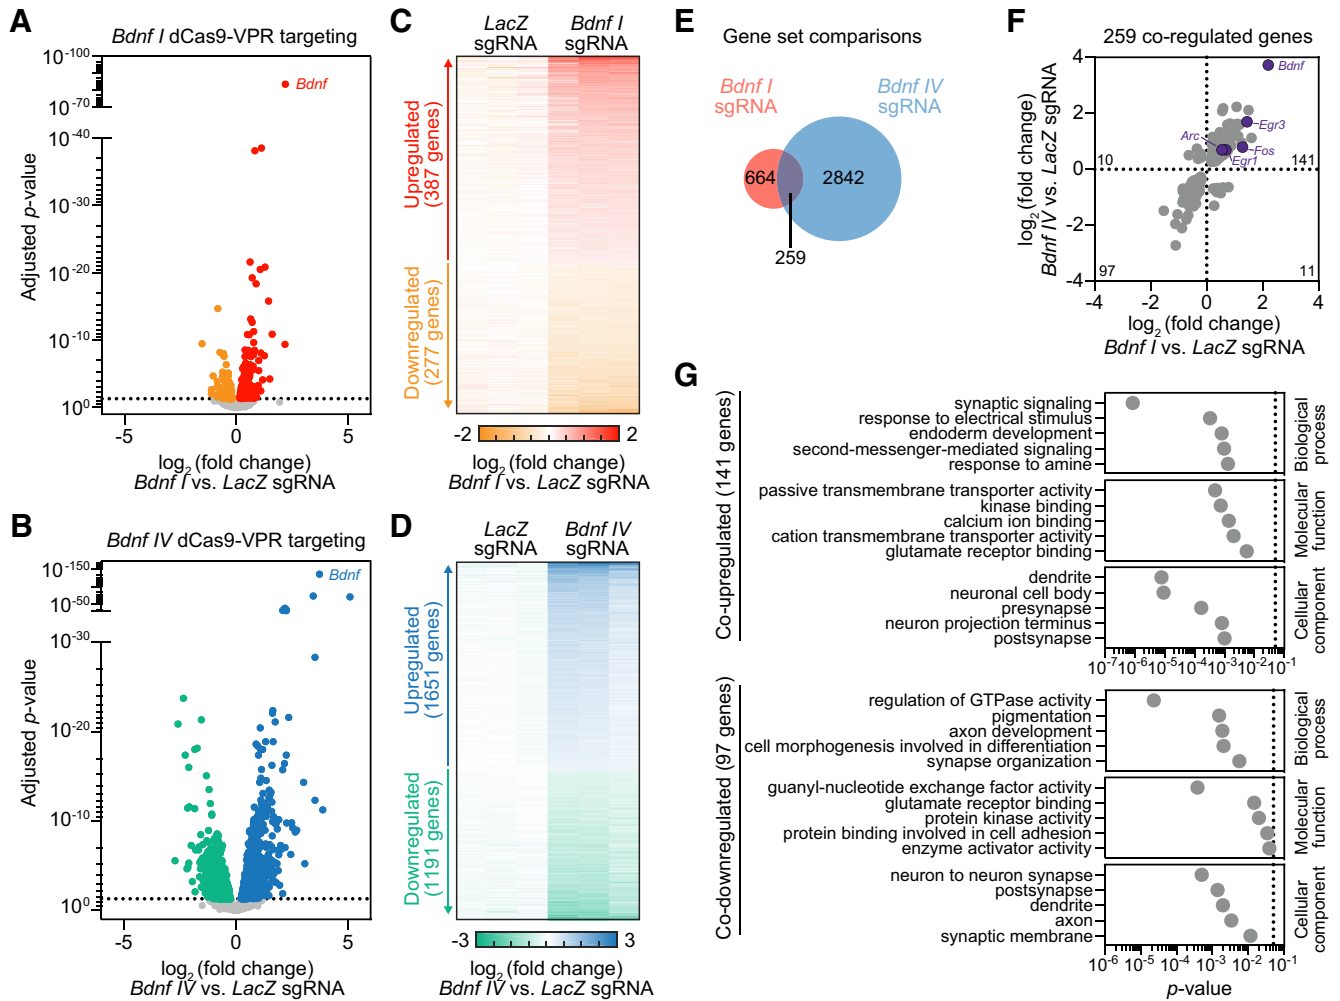 A
Bdnf I dCas9-VPR targeting
10-100
10-70
10-40
10-30
10-20
10-10
100
Adjusted p-value
Bdnf
-5
0
5
log2 (fold change)
Bdnf I vs. LacZ sgRNA
B
Bdnf IV dCas9-VPR targeting
10-150
10-50
10-30
10-20
10-10
100
Adjusted p-value
Bdnf
-5
0
5
log2 (fold change)
Bdnf IV vs. LacZ sgRNA
C
LacZ
sgRNA
Bdnf I
sgRNA
Upregulated
(387 genes)
Downregulated
(277 genes)
-2
2
log2 (fold change)
Bdnf I vs. LacZ sgRNA
D
LacZ
sgRNA
Bdnf IV
sgRNA
Upregulated
(1651 genes)
Downregulated
(1191 genes)
-3
3
log2 (fold change)
Bdnf IV vs. LacZ sgRNA
E
Gene set comparisons
Bdnf I
sgRNA
Bdnf IV
sgRNA
664
2842
259
F
259 co-regulated genes
log2 (fold change)
Bdnf IV vs. LacZ sgRNA
4
2
0
-2
-4
Bdnf
Egr3
Arc
Fos
Egr1
10
141
97
11
-4
-2
0
2
4
log2 (fold change)
Bdnf I vs. LacZ sgRNA
G
Co-upregulated (141 genes)
synaptic signaling
response to electrical stimulus
endoderm development
second-messenger-mediated signaling
response to amine
Biological
process
passive transmembrane transporter activity
kinase binding
calcium ion binding
cation transmembrane transporter activity
glutamate receptor binding
Molecular
function
dendrite
neuronal cell body
presynapse
neuron projection terminus
postsynapse
Cellular
component
10-7 10-6 10-5 10-4 10-3 10-2 10-1
Co-downregulated (97 genes)
regulation of GTPase activity
pigmentation
axon development
cell morphogenesis involved in differentiation
synapse organization
Biological
process
guanyl-nucleotide exchange factor activity
glutamate receptor binding
protein kinase activity
protein binding involved in cell adhesion
enzyme activator activity
Molecular
function
neuron to neuron synapse
postsynapse
dendrite
axon
synaptic membrane
Cellular
component
10-6 10-5 10-4 10-3 10-2 10-1
p-value